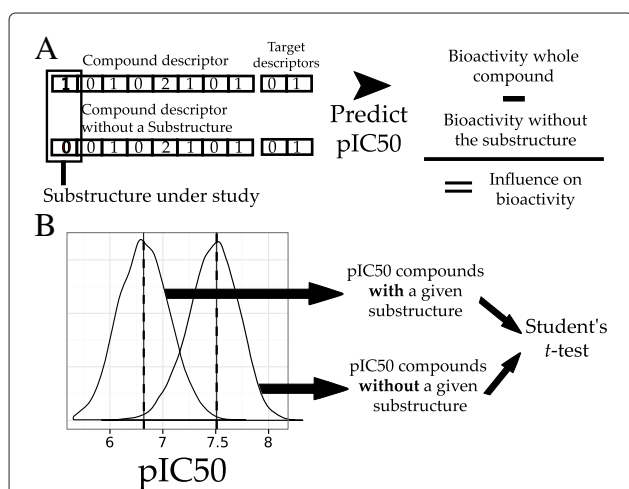 A
Compound descriptor
Target
descriptors
1 0 1 0 2 1 0 1 0 1
Compound descriptor
without a Substructure
0 0 1 0 2 1 0 1 0 1
Substructure under study
Predict
pIC50
Bioactivity whole
compound
Bioactivity without
the substructure
Influence on
bioactivity
B
pIC50 compounds
with a given
substructure
pIC50 compounds
without a given
substructure
Student's
t-test
6 7 7.5 8
pIC50